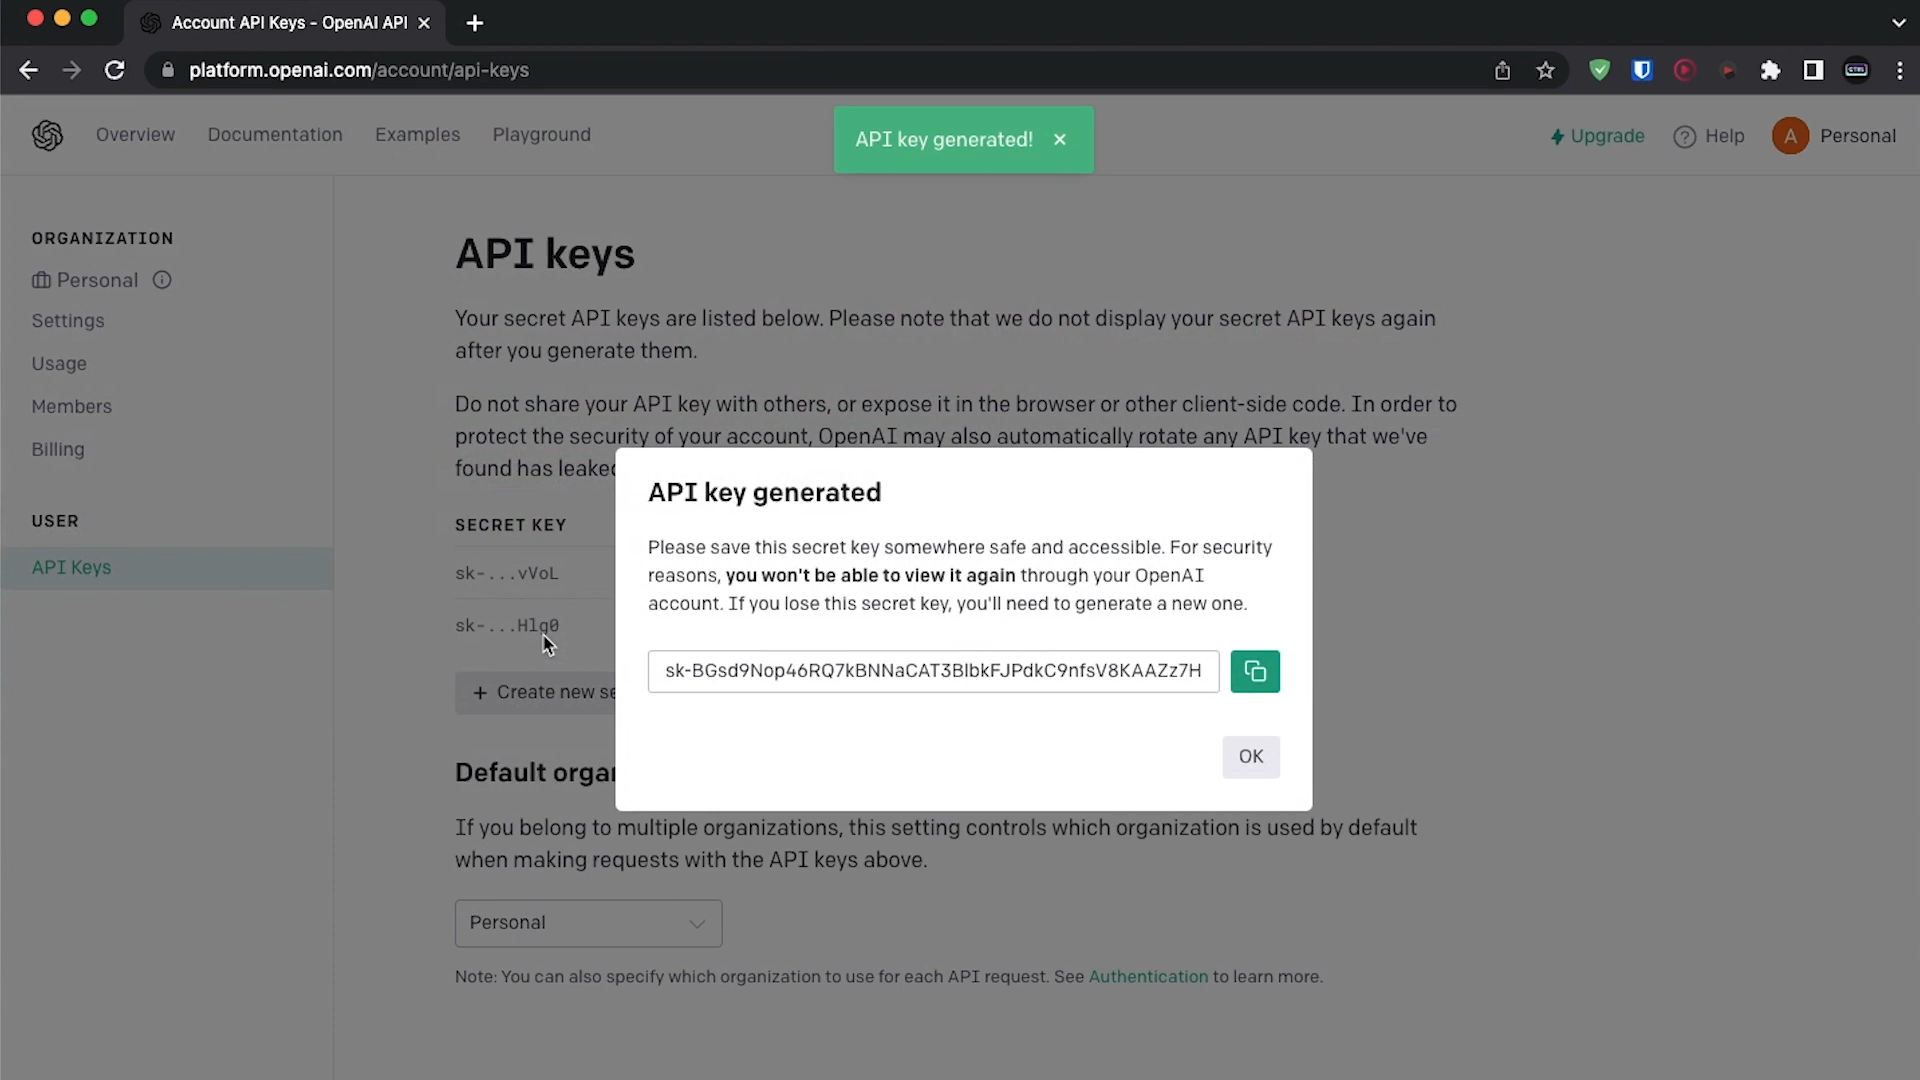 Account API Keys - OpenAI API
platform.openai.com/account/api-keys
Overview
Documentation
Examples
Playground
API key generated!
Upgrade
Help
A
Personal
ORGANIZATION
Personal
Settings
Usage
Members
Billing
USER
API Keys
API keys
Your secret API keys are listed below. Please note that we do not display your secret API keys again
after you generate them.
Do not share your API key with others, or expose it in the browser or other client-side code. In order to
protect the security of your account, OpenAI may also automatically rotate any API key that we've
found has leaked
SECRET KEY
sk-...vVoL
sk-...Hlq0
+ Create new se
API key generated
Please save this secret key somewhere safe and accessible. For security
reasons, you won't be able to view it again through your OpenAI
account. If you lose this secret key, you'll need to generate a new one.
sk-BGsd9Nop46RQ7kBNNaCAT3BlbkFJPdkC9nfsV8KAAZz7H
OK
Default orga
If you belong to multiple organizations, this setting controls which organization is used by default
when making requests with the API keys above.
Personal
Note: You can also specify which organization to use for each API request. See Authentication to learn more.